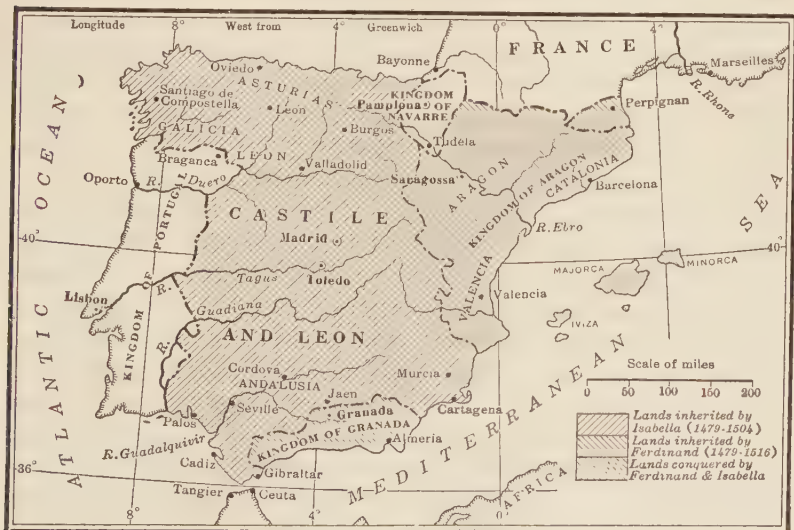 Longitude
8°
West from
4°
Greenwich
4°
FRANCE
Bayonne
Marseilles
R. Rhone
Oviedo
ASTURIAS
Santiago de
Compostella
Leon
KINGDOM
Pamplona OF
NAVARRE
Perpignan
GALICIA
Burgos
Tudela
Braganca
LEON
Valladolid
Saragossa
ARAGON
KINGDOM OF ARAGON
CATALONIA
Barcelona
Oporto
R. Duero
CASTILE
Madrid
R. Ebro
SEA
40
40
KINGDOM OF PORTUGAL
R. Tagus
Toledo
VALENCIA
Valencia
MAJORCA
MINORCA
Lisbon
R. Guadiana
IVIZA
AND LEON
Cordova
ANDALUSIA
Murcia
Jaen
Seville
Granada
Cartagena
Palos
KINGDOM OF GRANADA
Almeria
R. Guadalquivir
Cadiz
Gibraltar
36°
Tangier
Ceuta
ATLANTIC OCEAN
MEDITERRANEAN
AFRICA
Scale of miles
0 50 100 150 200
Lands inherited by
Isabella (1479-1504)
Lands inherited by
Ferdinand (1479-1516)
Lands conquered by
Ferdinand & Isabella
8°
4°
0
4°